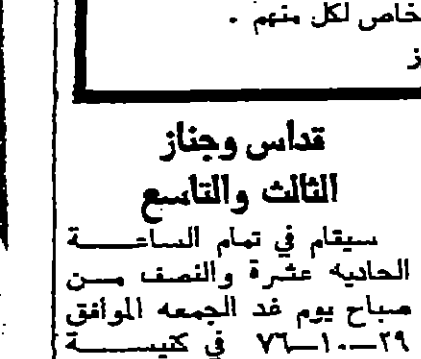 خاص لكل منهم .
ز
قداس وجناز
الثالث والتاسع
سيقام في تمام الساعة
الحاديه عشرة والنصف من
صباح يوم غد الجمعه الموافق
٢٩—١٠—٧٦ في كنيسة